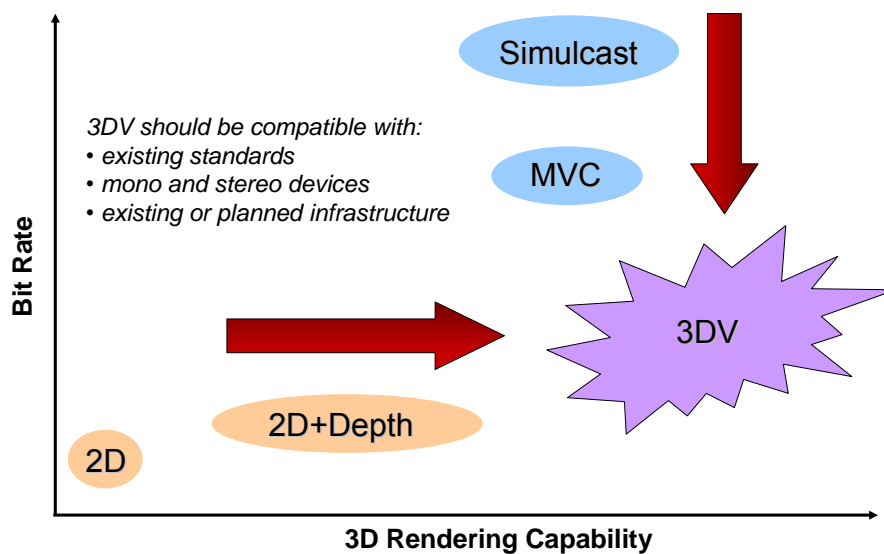 Simulcast
3DV should be compatible with:
• existing standards
• mono and stereo devices
• existing or planned infrastructure
MVC
Bit Rate
3DV
2D+Depth
2D
3D Rendering Capability